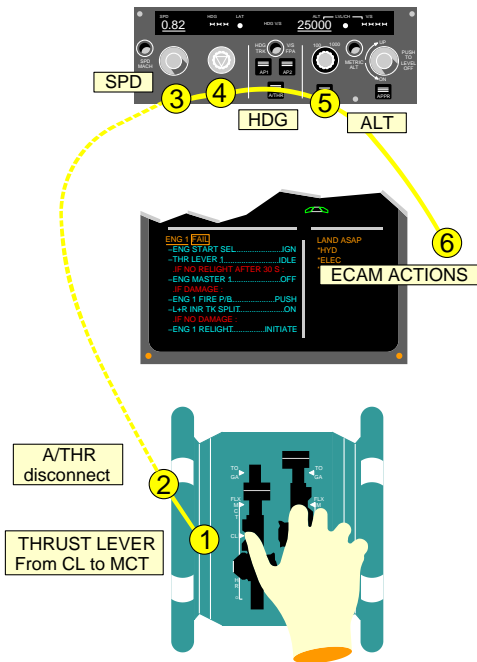 SPD HDG LAT ALT LVL/CH V/S
0.82 HDG V/S 25000
SPD
MACH
HDG
TRK
V/S
FPA
AP1 AP2
A/THR
100 1000
METRIC
ALT
UP
ON
PUSH
TO
LEVEL
OFF
APPR
SPD
3 4 5
HDG
ALT
6
ECAM ACTIONS
ENG 1 FAIL
–ENG START SEL..................IGN
–THR LEVER 1....................IDLE
.IF NO RELIGHT AFTER 30 S :
–ENG MASTER 1..................OFF
.IF DAMAGE :
–ENG 1 FIRE P/B................PUSH
–L+R INR TK SPLIT..............ON
.IF NO DAMAGE :
–ENG 1 RELIGHT..........INITIATE
LAND ASAP
*HYD
*ELEC
A/THR
disconnect
2
1
THRUST LEVER
From CL to MCT
TO
GA
FLX
M
C
T
CL
TO
GA
FLX
M